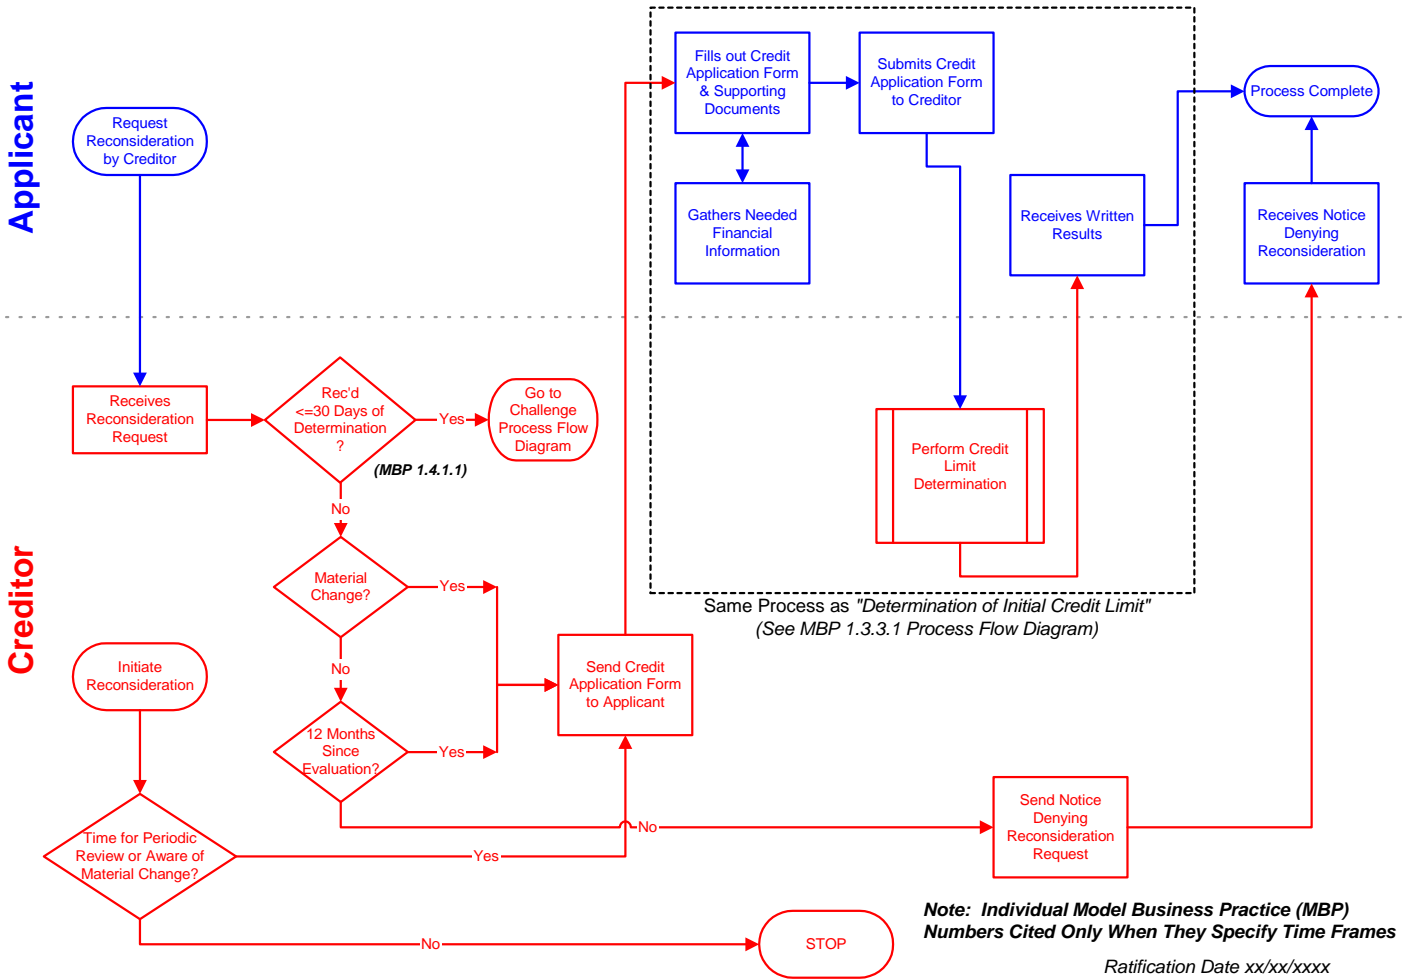 Applicant
Request
Reconsideration
by Creditor
Fills out Credit
Application Form
& Supporting
Documents
Submits Credit
Application Form
to Creditor
Process Complete
Gathers Needed
Financial
Information
Receives Written
Results
Receives Notice
Denying
Reconsideration
Creditor
Receives
Reconsideration
Request
Rec'd
<=30 Days of
Determination
?
Yes
Go to
Challenge
Process Flow
Diagram
(MBP 1.4.1.1)
No
Perform Credit
Limit
Determination
Material
Change?
Yes
No
Same Process as "Determination of Initial Credit Limit"
(See MBP 1.3.3.1 Process Flow Diagram)
Initiate
Reconsideration
Send Credit
Application Form
to Applicant
12 Months
Since
Evaluation?
Yes
No
Send Notice
Denying
Reconsideration
Request
Time for Periodic
Review or Aware of
Material Change?
Yes
No
STOP
Note:  Individual Model Business Practice (MBP)
Numbers Cited Only When They Specify Time Frames
Ratification Date xx/xx/xxxx